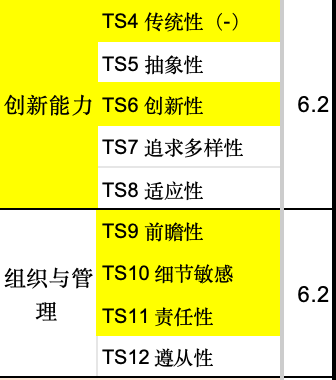 创新能力
TS4 传统性（-）
TS5 抽象性
TS6 创新性
TS7 追求多样性
TS8 适应性
6.2
组织与管
理
TS9 前瞻性
TS10 细节敏感
TS11 责任性
TS12 遵从性
6.2